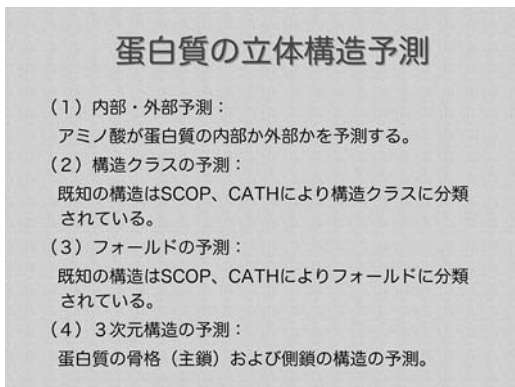 蛋白質の立体構造予測
（1）内部・外部予測：
アミノ酸が蛋白質の内部か外部かを予測する。
（2）構造クラスの予測：
既知の構造はSCOP、CATHにより構造クラスに分類
されている。
（3）フォールドの予測：
既知の構造はSCOP、CATHによりフォールドに分類
されている。
（4）３次元構造の予測：
蛋白質の骨格（主鎖）および側鎖の構造の予測。